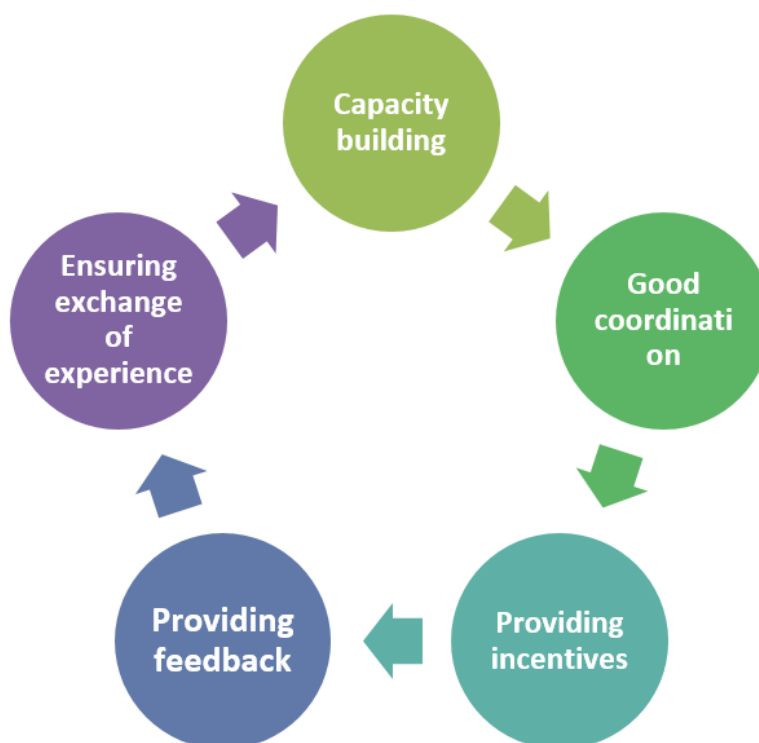 Capacity
building
Good
coordinati
on
Providing
incentives
Providing
feedback
Ensuring
exchange
of
experience